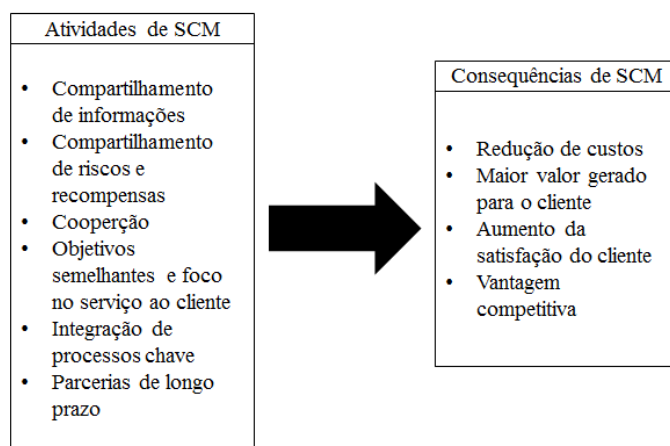 Atividades de SCM
• Compartilhamento
de informações
• Compartilhamento
de riscos e
recompensas
• Cooperção
• Objetivos
semelhantes e foco
no serviço ao cliente
• Integração de
processos chave
• Parcerias de longo
prazo
Consequências de SCM
• Redução de custos
• Maior valor gerado
para o cliente
• Aumento da
satisfação do cliente
• Vantagem
competitiva